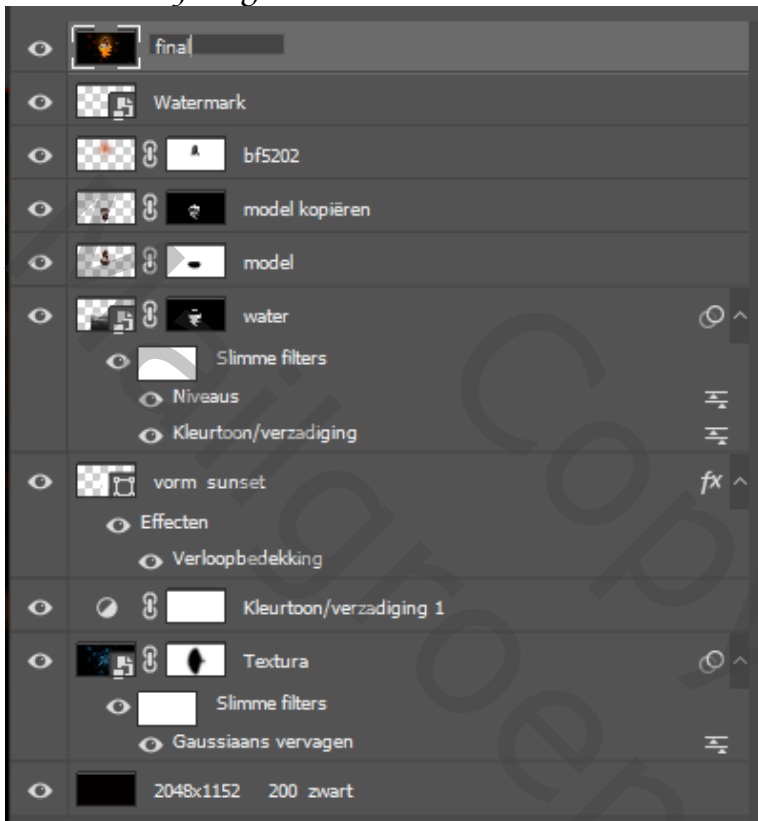 final
Watermark
bf5202
model kopiëren
model
water
Slimme filters
Niveaus
Kleurtoon/verzadiging
vorm sunset
fx
Effecten
Verloopbedekking
Kleurtoon/verzadiging 1
Textura
Slimme filters
Gaussiaans vervagen
2048x1152 200 zwart